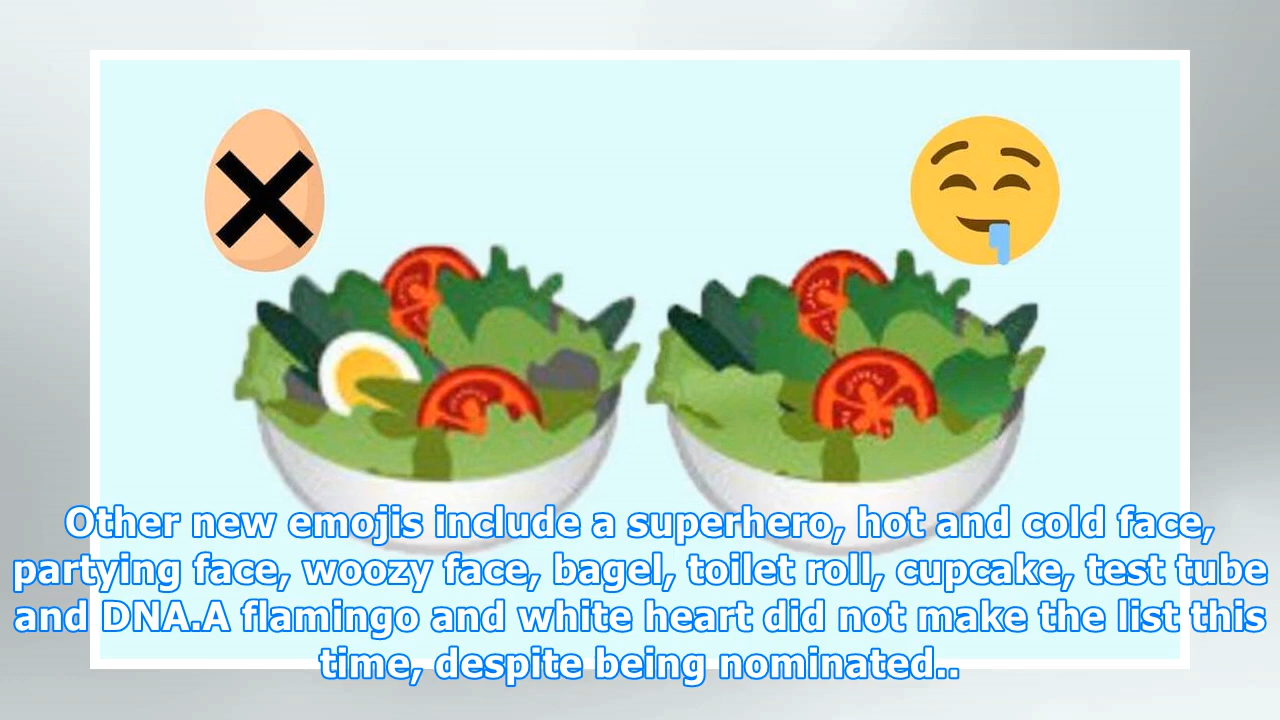 Other new emojis include a superhero, hot and cold face,
partying face, woozy face, bagel, toilet roll, cupcake, test tube
and DNA.A flamingo and white heart did not make the list this
time, despite being nominated..